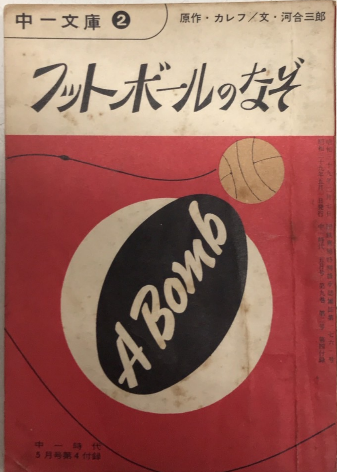 中一文庫 2
原作・カレフ/文・河合三郎
フットボールのなぞ
A Bomb
中一時代
5月号第4付録